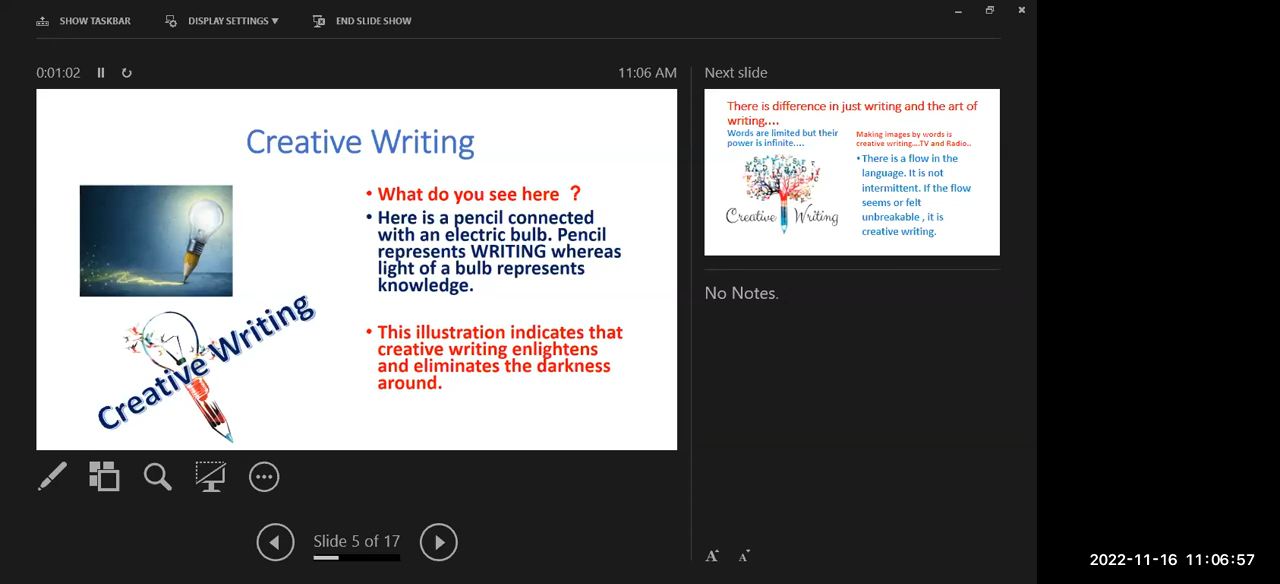 SHOW TASKBAR
DISPLAY SETTINGS ▼
END SLIDE SHOW
0:01:02
11:06 AM
Creative Writing
• What do you see here ?
• Here is a pencil connected
with an electric bulb. Pencil
represents WRITING whereas
light of a bulb represents
knowledge.
• This illustration indicates that
creative writing enlightens
and eliminates the darkness
around.
Creative Writing
Slide 5 of 17
Next slide
There is difference in just writing and the art of
writing....
Words are limited but their
power is infinite....
Creative Writing
Making images by words is
creative writing....TV and Radio..
• There is a flow in the
language. It is not
intermittent. If the flow
seems or felt
unbreakable , it is
creative writing.
No Notes.
A A
2022-11-16 11:06:57